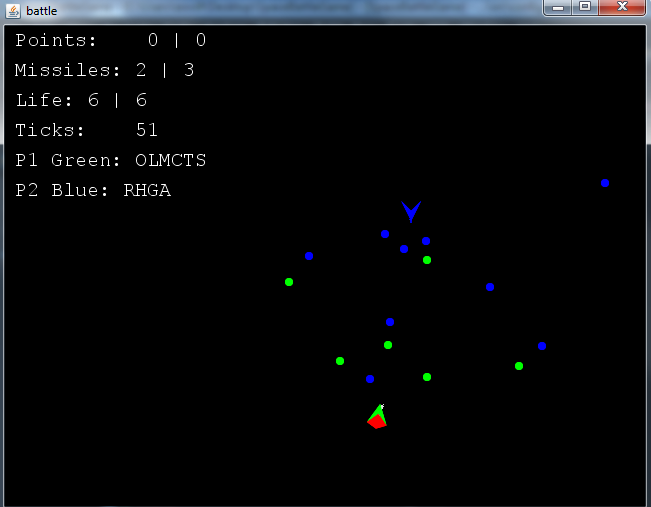 battle
Points: 0 | 0
Missiles: 2 | 3
Life: 6 | 6
Ticks: 51
P1 Green: OLMCTS
P2 Blue: RHGA